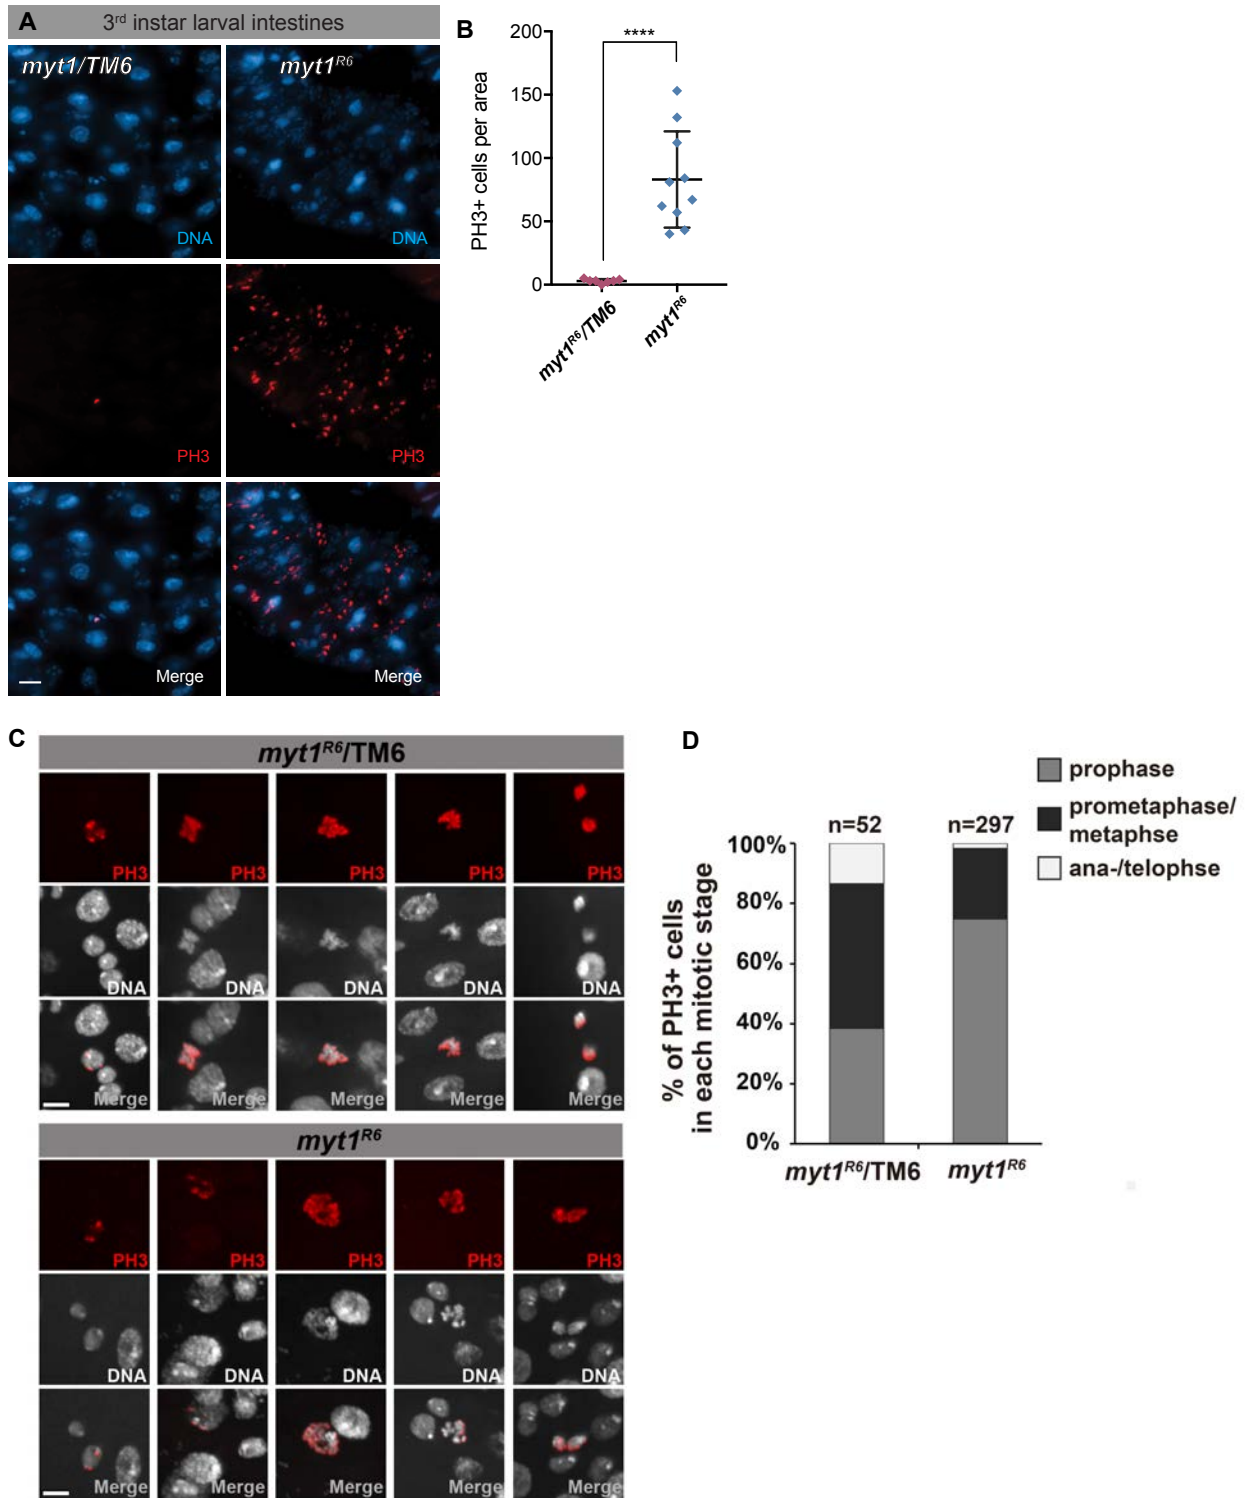 A
3rd instar larval intestines
myt1/TM6
myt1R6
DNA
DNA
PH3
PH3
Merge
Merge
B
PH3+ cells per area
200
150
100
50
0
****
myt1R6/TM6
myt1R6
C
myt1R6/TM6
PH3
PH3
PH3
PH3
PH3
DNA
DNA
DNA
DNA
DNA
Merge
Merge
Merge
Merge
Merge
myt1R6
PH3
PH3
PH3
PH3
PH3
DNA
DNA
DNA
DNA
DNA
Merge
Merge
Merge
Merge
Merge
D
prophase
prometaphase/
metaphse
ana-/telophse
n=52
n=297
% of PH3+ cells
in each mitotic stage
100%
80%
60%
40%
20%
0%
myt1R6/TM6
myt1R6